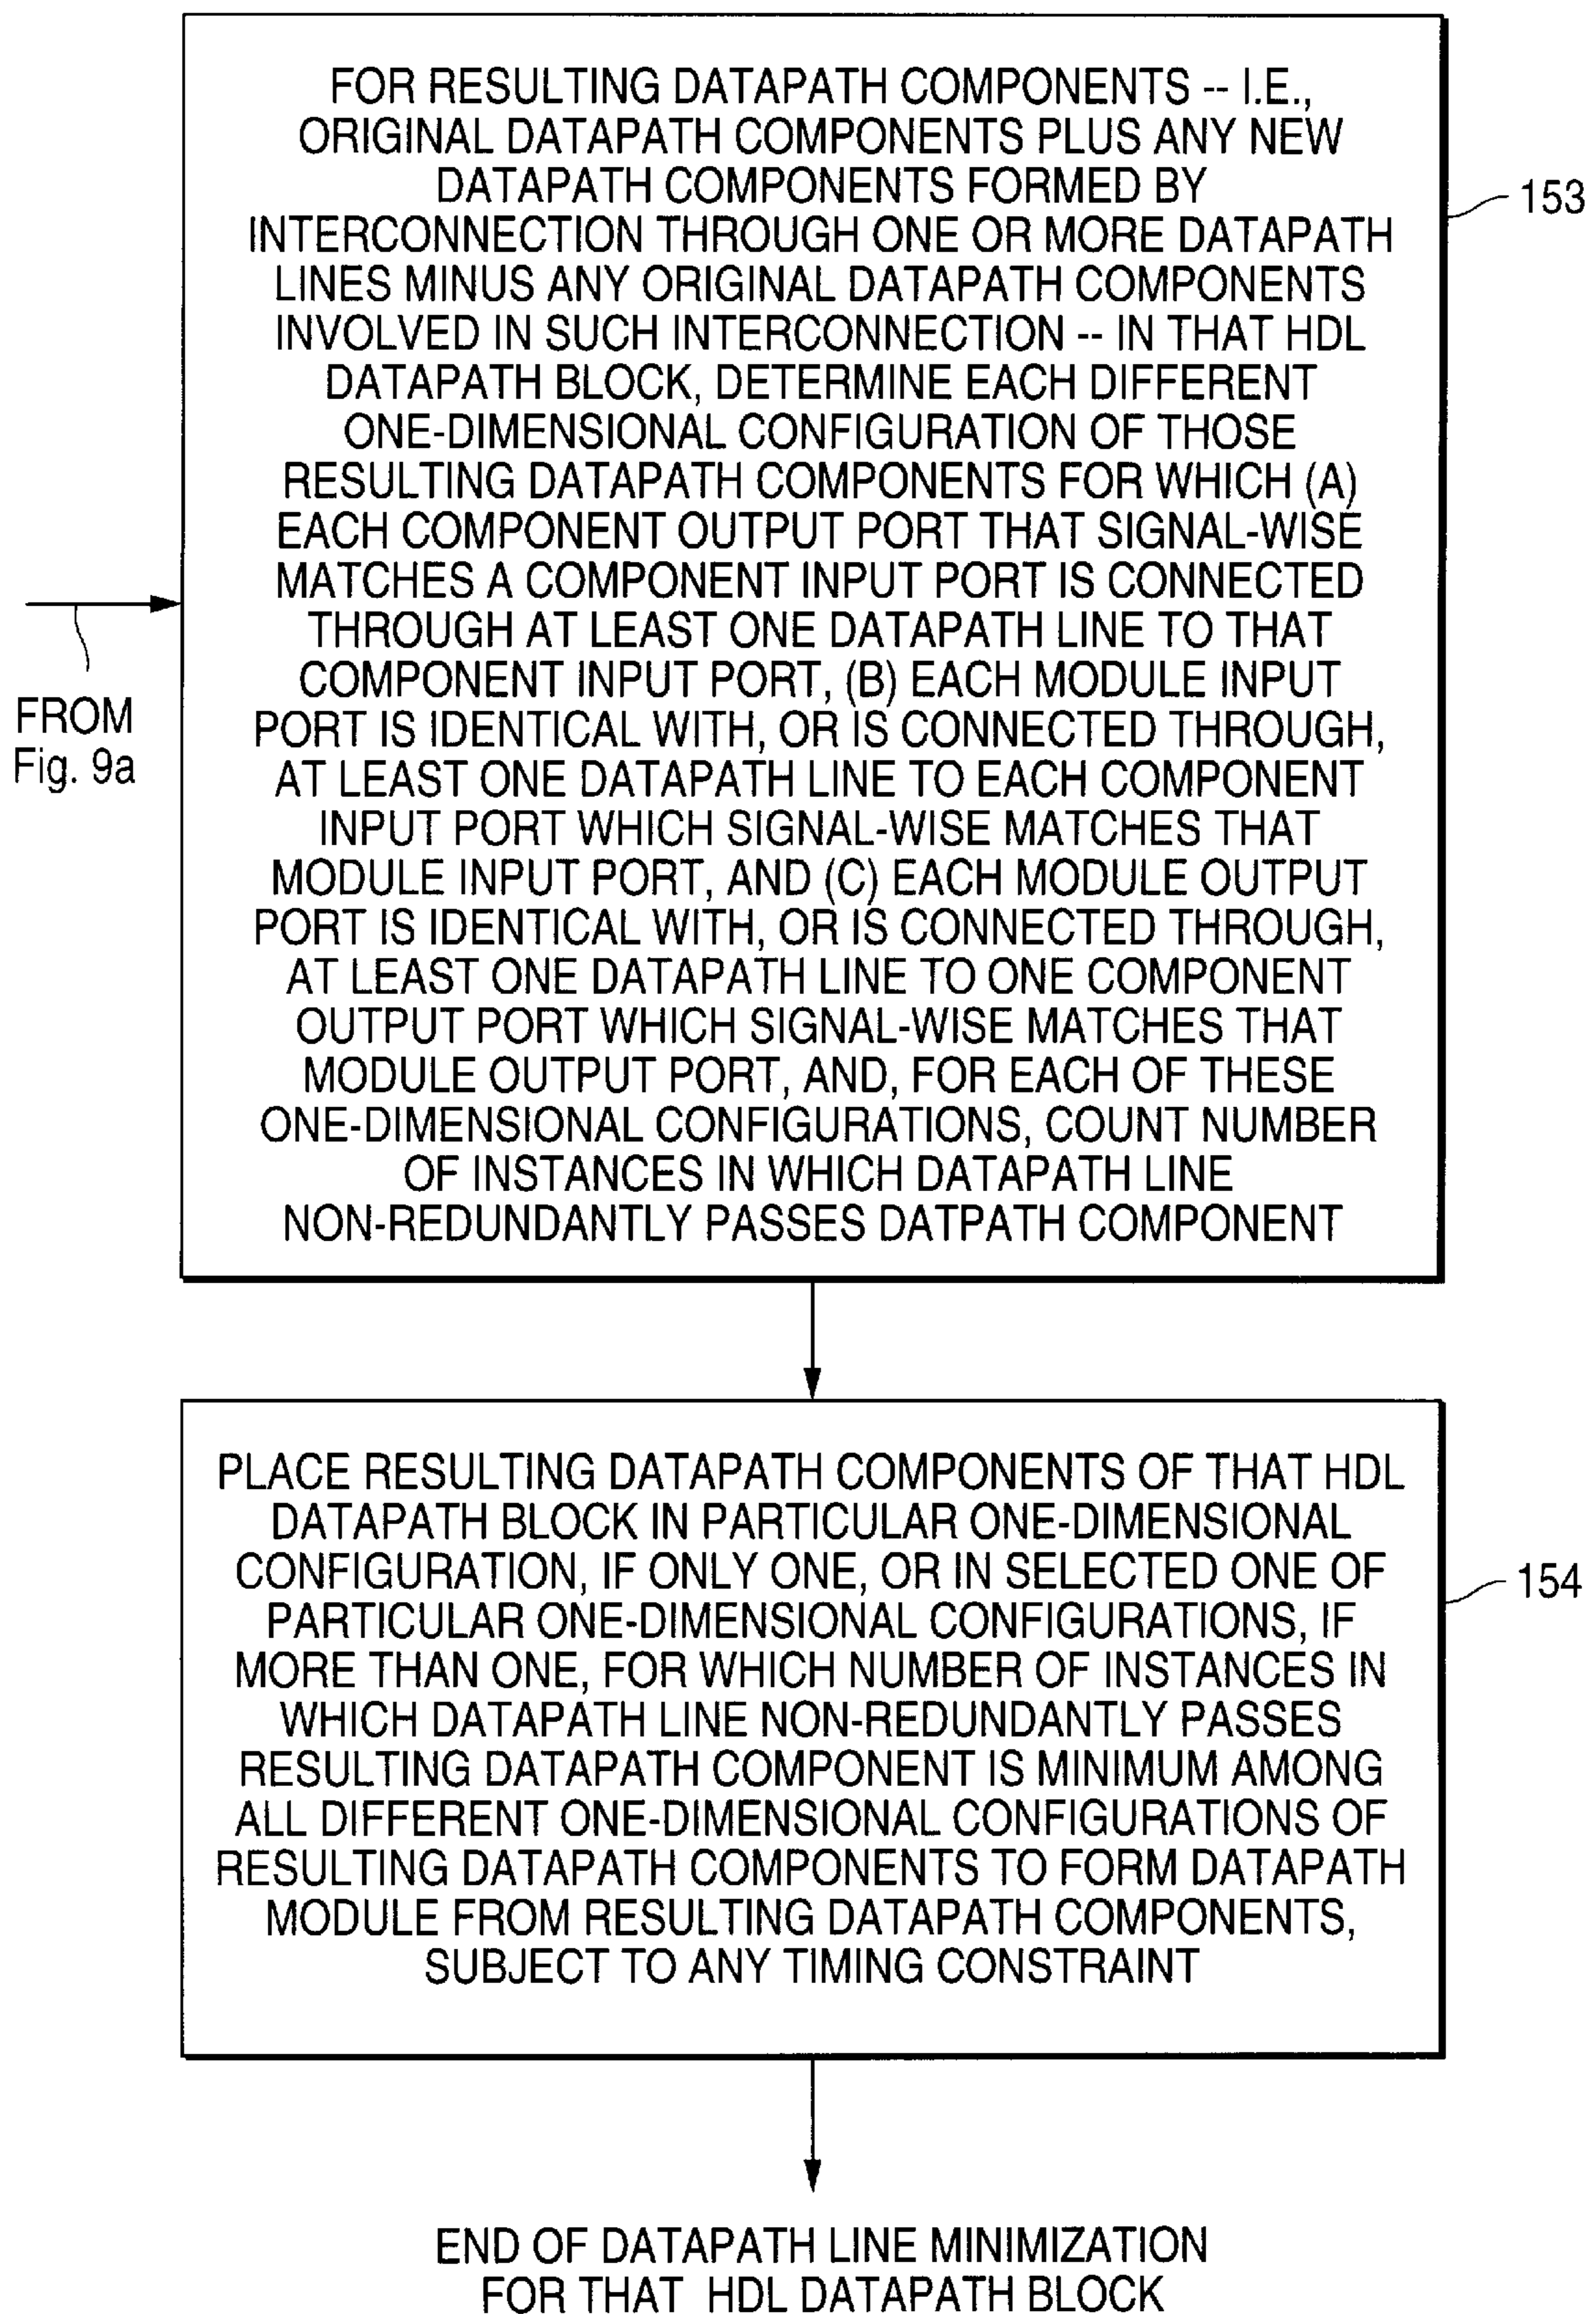 FOR RESULTING DATAPATH COMPONENTS -- I.E.,
ORIGINAL DATAPATH COMPONENTS PLUS ANY NEW
DATAPATH COMPONENTS FORMED BY
INTERCONNECTION THROUGH ONE OR MORE DATAPATH
LINES MINUS ANY ORIGINAL DATAPATH COMPONENTS
INVOLVED IN SUCH INTERCONNECTION -- IN THAT HDL
DATAPATH BLOCK, DETERMINE EACH DIFFERENT
ONE-DIMENSIONAL CONFIGURATION OF THOSE
RESULTING DATAPATH COMPONENTS FOR WHICH (A)
EACH COMPONENT OUTPUT PORT THAT SIGNAL-WISE
MATCHES A COMPONENT INPUT PORT IS CONNECTED
THROUGH AT LEAST ONE DATAPATH LINE TO THAT
COMPONENT INPUT PORT, (B) EACH MODULE INPUT
PORT IS IDENTICAL WITH, OR IS CONNECTED THROUGH,
AT LEAST ONE DATAPATH LINE TO EACH COMPONENT
INPUT PORT WHICH SIGNAL-WISE MATCHES THAT
MODULE INPUT PORT, AND (C) EACH MODULE OUTPUT
PORT IS IDENTICAL WITH, OR IS CONNECTED THROUGH,
AT LEAST ONE DATAPATH LINE TO ONE COMPONENT
OUTPUT PORT WHICH SIGNAL-WISE MATCHES THAT
MODULE OUTPUT PORT, AND, FOR EACH OF THESE
ONE-DIMENSIONAL CONFIGURATIONS, COUNT NUMBER
OF INSTANCES IN WHICH DATAPATH LINE
NON-REDUNDANTLY PASSES DATPATH COMPONENT
153
FROM
Fig. 9a
PLACE RESULTING DATAPATH COMPONENTS OF THAT HDL
DATAPATH BLOCK IN PARTICULAR ONE-DIMENSIONAL
CONFIGURATION, IF ONLY ONE, OR IN SELECTED ONE OF
PARTICULAR ONE-DIMENSIONAL CONFIGURATIONS, IF
MORE THAN ONE, FOR WHICH NUMBER OF INSTANCES IN
WHICH DATAPATH LINE NON-REDUNDANTLY PASSES
RESULTING DATAPATH COMPONENT IS MINIMUM AMONG
ALL DIFFERENT ONE-DIMENSIONAL CONFIGURATIONS OF
RESULTING DATAPATH COMPONENTS TO FORM DATAPATH
MODULE FROM RESULTING DATAPATH COMPONENTS,
SUBJECT TO ANY TIMING CONSTRAINT
154
END OF DATAPATH LINE MINIMIZATION
FOR THAT HDL DATAPATH BLOCK